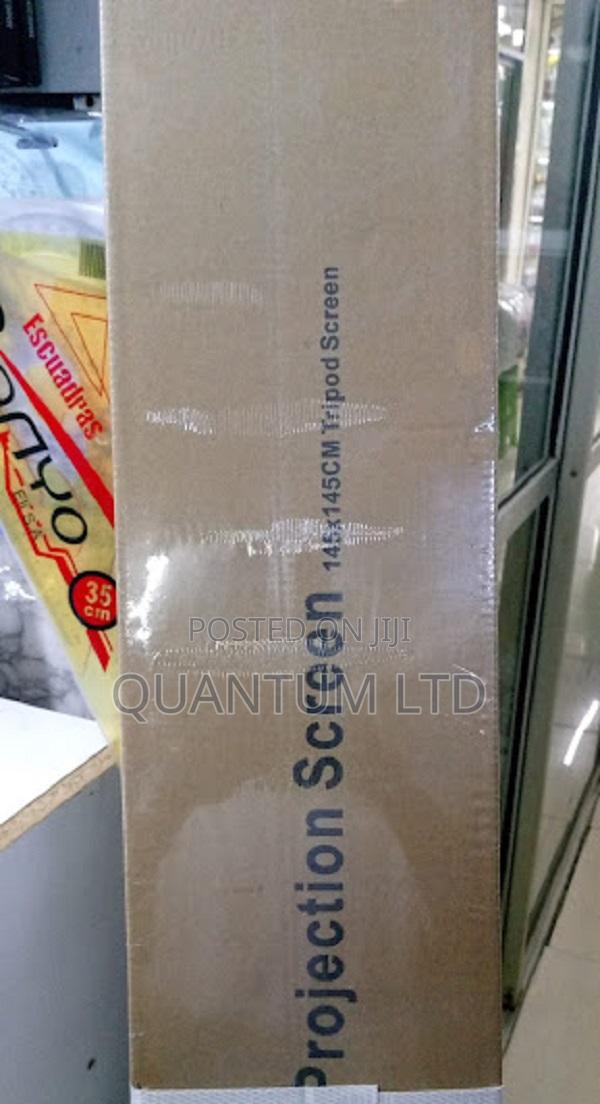 Projection Screen 145x145CM Tripod Screen
Escuadras
35
cm
POSTED ON JIJI
QUANTUM LTD